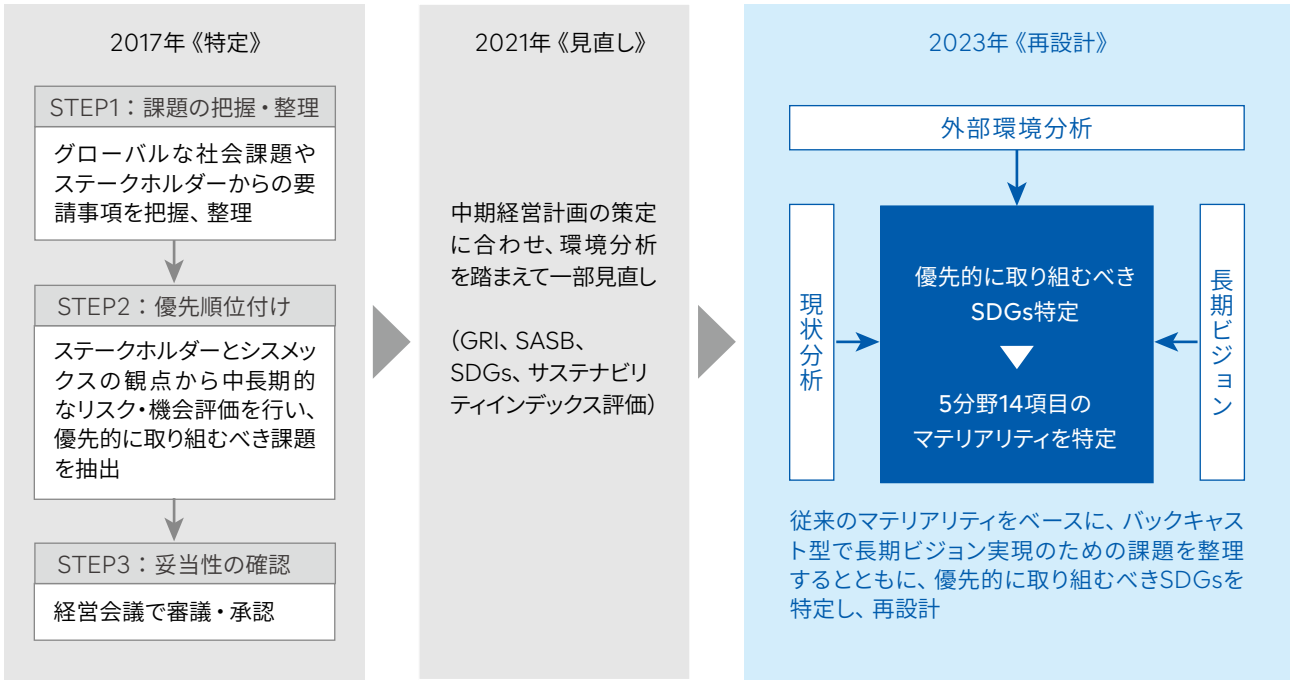 2017年《特定》
STEP1：課題の把握・整理
グローバルな社会課題や
ステークホルダーからの要
請事項を把握、整理
STEP2：優先順位付け
ステークホルダーとシスメッ
クスの観点から中長期的
なリスク・機会評価を行い、
優先的に取り組むべき課題
を抽出
STEP3：妥当性の確認
経営会議で審議・承認
2021年《見直し》
中期経営計画の策定
に合わせ、環境分析
を踏まえて一部見直し
（GRI、SASB、
SDGs、サステナビリ
ティインデックス評価）
2023年《再設計》
外部環境分析
現状分析
優先的に取り組むべき
SDGs特定
5分野14項目の
マテリアリティを特定
長期ビジョン
従来のマテリアリティをベースに、バックキャス
ト型で長期ビジョン実現のための課題を整理
するとともに、優先的に取り組むべきSDGsを
特定し、再設計